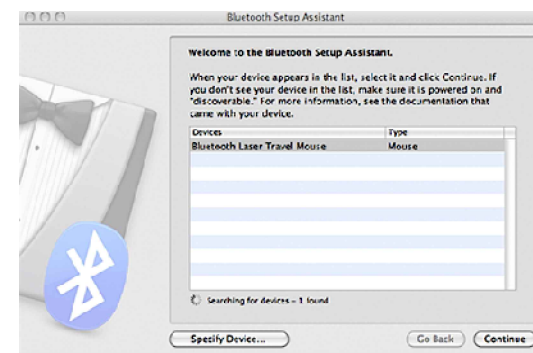 Bluetooth Setup Assistant
Welcome to the Bluetooth Setup Assistant.
When your device appears in the list, select it and click Continue. If
you don't see your device in the list, make sure it is powered on and
"discoverable." For more information, see the documentation that
came with your device.
Devices Type
Bluetooth Laser Travel Mouse Mouse
Searching for devices – 1 found
Specify Device... Go Back Continue